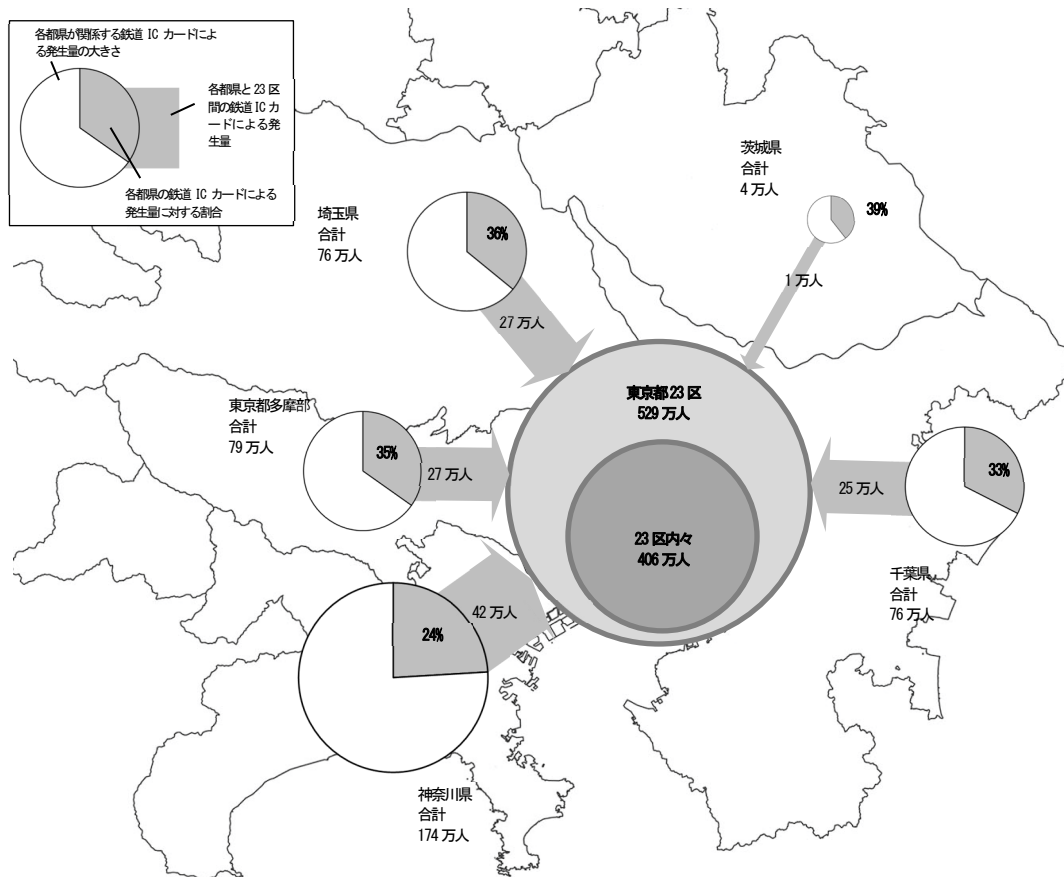 各都県が関係する鉄道 IC カードによ
る発生量の大きさ
各都県と 23 区
間の鉄道 IC カ
ードによる発
生量
各都県の鉄道 IC カードによる
発生量に対する割合
茨城県
合計
4 万人
39%
1 万人
埼玉県
合計
76 万人
36%
27 万人
東京都 23 区
529 万人
東京都多摩部
合計
79 万人
35%
27 万人
33%
25 万人
23 区内々
406 万人
千葉県
合計
76 万人
24%
42 万人
神奈川県
合計
174 万人